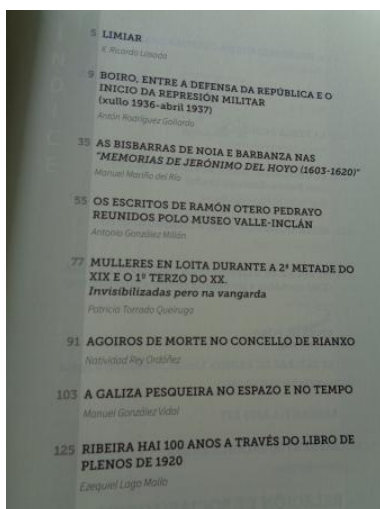 ÍNDICE
5 LIMIAR
X. Ricardo Losada
9 BOIRO, ENTRE A DEFENSA DA REPÚBLICA E O
INICIO DA REPRESIÓN MILITAR
(xullo 1936-abril 1937)
Antón Rodríguez Gallardo
35 AS BISBARRAS DE NOIA E BARBANZA NAS
"MEMORIAS DE JERÓNIMO DEL HOYO (1603-1620)"
Manuel Mariño del Río
55 OS ESCRITOS DE RAMÓN OTERO PEDRAYO
REUNIDOS POLO MUSEO VALLE-INCLÁN
Antonio González Millán
77 MULLERES EN LOITA DURANTE A 2ª METADE DO
XIX E O 1º TERZO DO XX.
Invisibilizadas pero na vangarda
Patricia Torrado Queiruga
91 AGOIROS DE MORTE NO CONCELLO DE RIANXO
Natividad Rey Ordóñez
103 A GALIZA PESQUEIRA NO ESPAZO E NO TEMPO
Manuel González Vidal
125 RIBEIRA HAI 100 ANOS A TRAVÉS DO LIBRO DE
PLENOS DE 1920
Ezequiel Lago Moíño